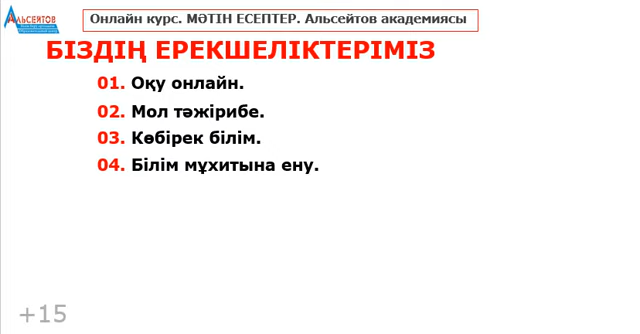 Альсейтов
Онлайн курс. МӘТІН ЕСЕПТЕР. Альсейтов академиясы
БІЗДІҢ ЕРЕКШЕЛІКТЕРІМІЗ
01. Оқу онлайн.
02. Мол тәжірибе.
03. Көбірек білім.
04. Білім мұхитына ену.
+15